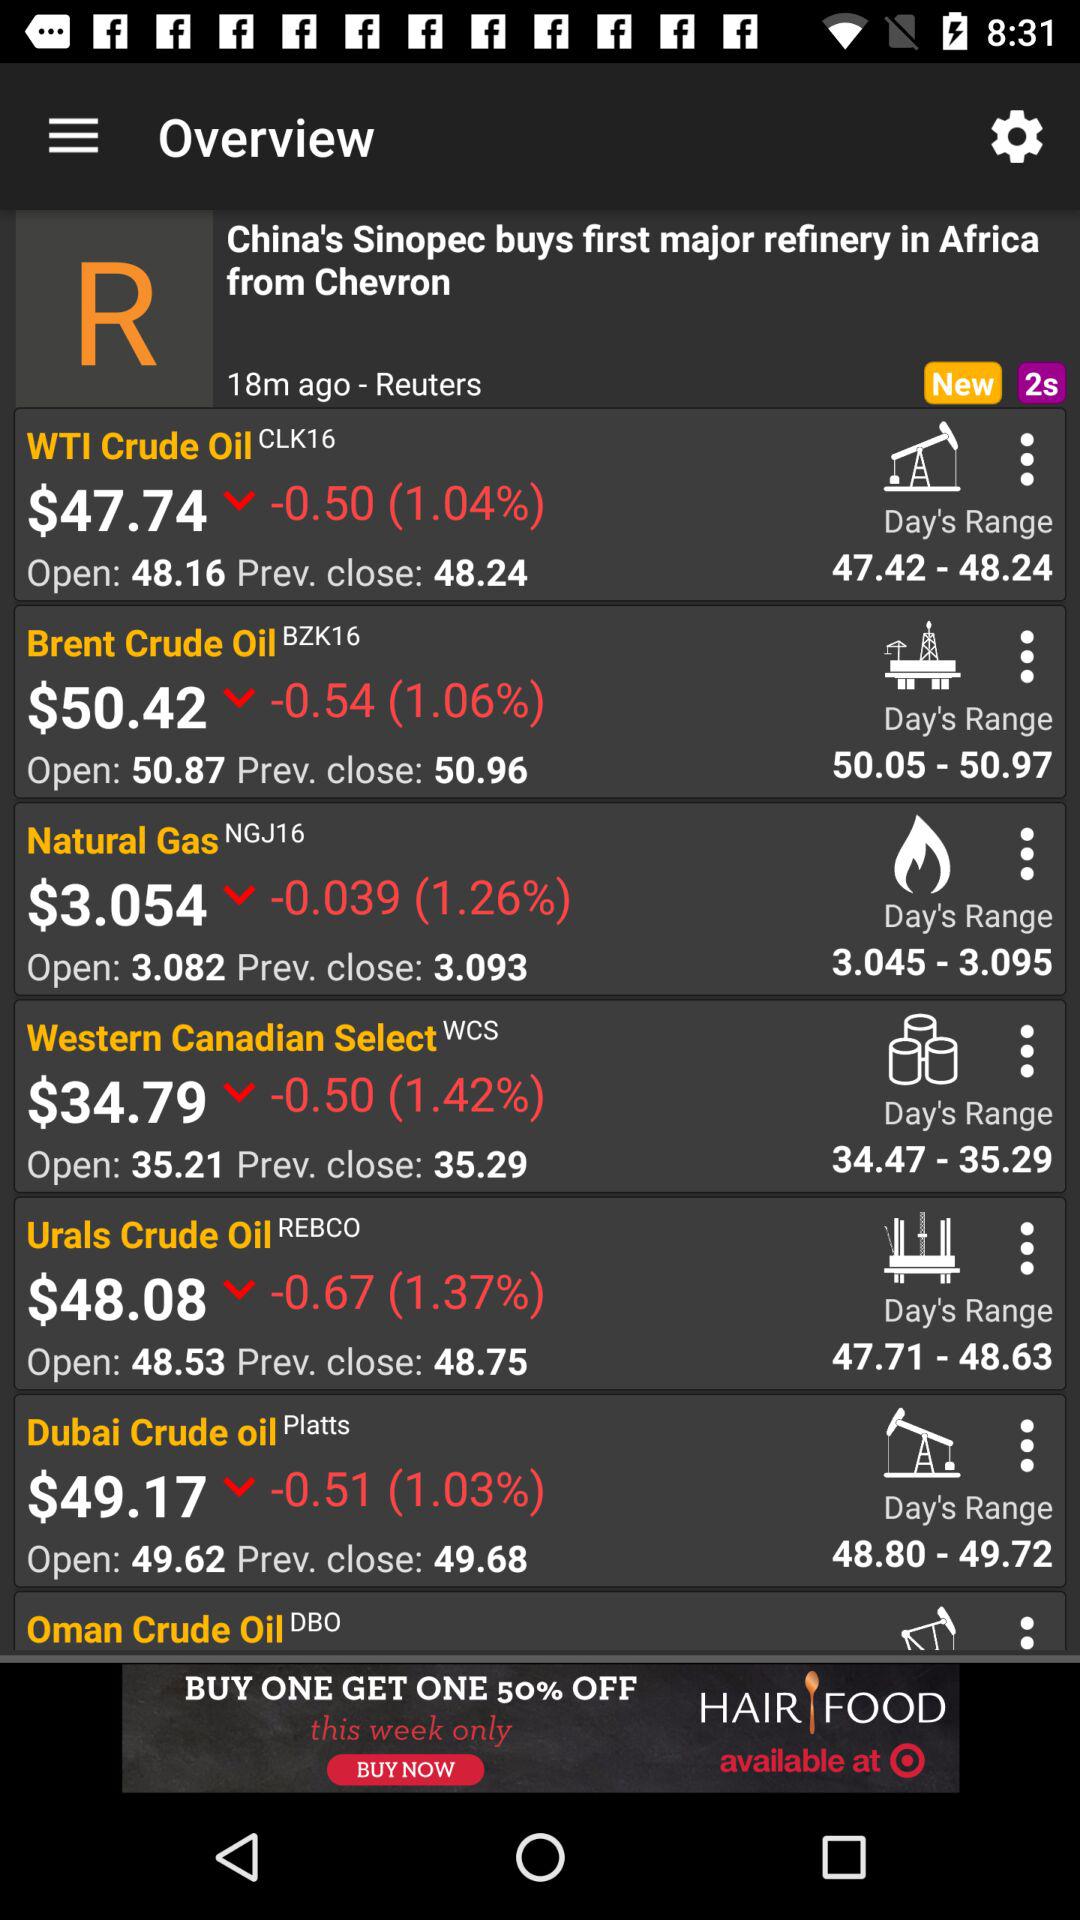 8:31
Overview
R
China's Sinopec buys first major refinery in Africa
from Chevron
18m ago - Reuters New 2s
WTI Crude Oil CLK16
$47.74 -0.50 (1.04%)
Day's Range
Open: 48.16 Prev. close: 48.24 47.42 - 48.24
Brent Crude Oil BZK16
$50.42 -0.54 (1.06%)
Day's Range
Open: 50.87 Prev. close: 50.96 50.05 - 50.97
Natural Gas NGJ16
$3.054 -0.039 (1.26%)
Day's Range
Open: 3.082 Prev. close: 3.093 3.045 - 3.095
Western Canadian Select WCS
$34.79 -0.50 (1.42%)
Day's Range
Open: 35.21 Prev. close: 35.29 34.47 - 35.29
Urals Crude Oil REBCO
$48.08 -0.67 (1.37%)
Day's Range
Open: 48.53 Prev. close: 48.75 47.71 - 48.63
Dubai Crude oil Platts
$49.17 -0.51 (1.03%)
Day's Range
Open: 49.62 Prev. close: 49.68 48.80 - 49.72
Oman Crude Oil DBO
BUY ONE GET ONE 50% OFF
this week only
BUY NOW
HAIR FOOD
available at